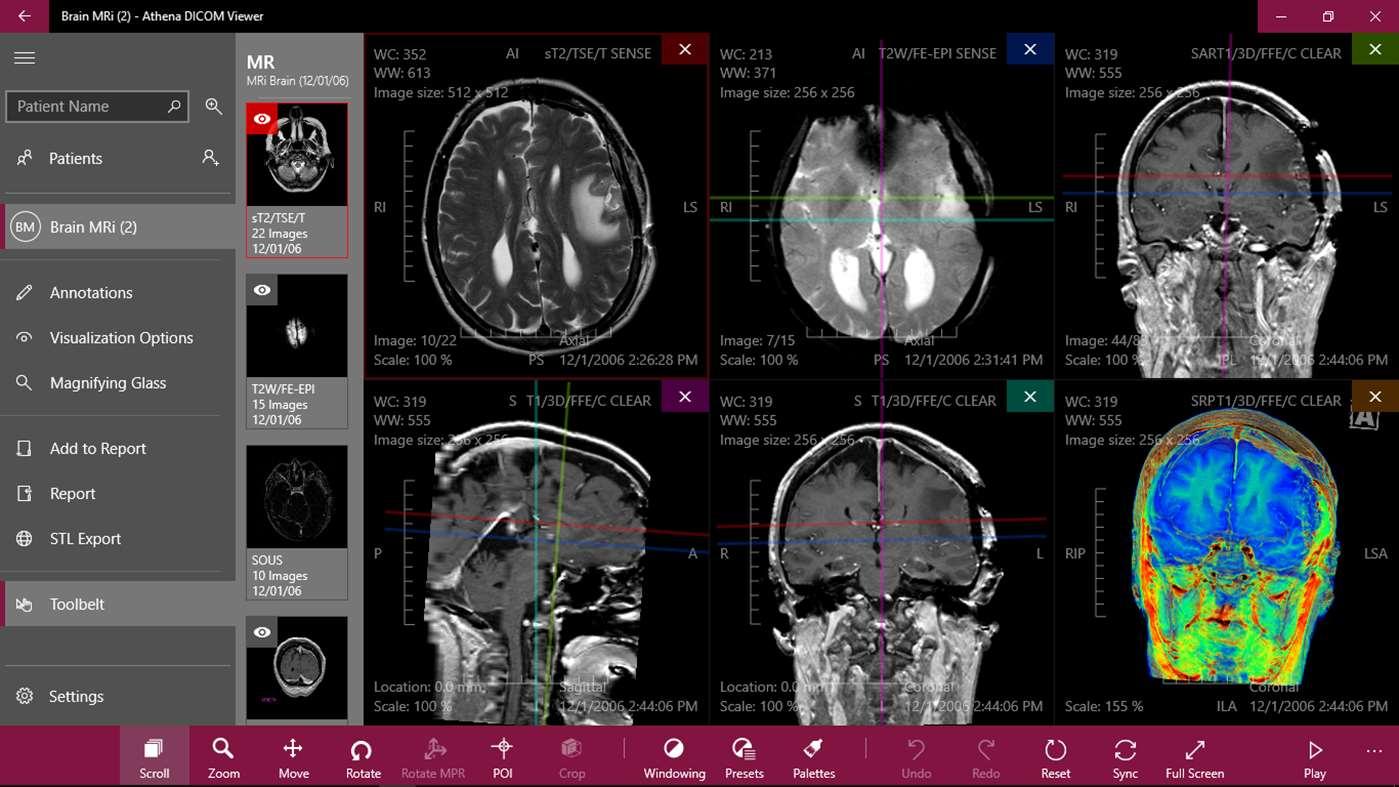 Brain MRi (2) - Athena DICOM Viewer
Patient Name
Patients
BM
Brain MRi (2)
Annotations
Visualization Options
Magnifying Glass
Add to Report
Report
STL Export
Toolbelt
Settings
MR
MRi Brain (12/01/06)
sT2/TSE/T
22 Images
12/01/06
T2W/FE-EPI
15 Images
12/01/06
SOUS
10 Images
12/01/06
WC: 352 AI sT2/TSE/T SENSE
WW: 613
Image size: 512 x 512
RI LS
Image: 10/22 Axial
Scale: 100 % PS 12/1/2006 2:26:28 PM
WC: 213 AI T2W/FE-EPI SENSE
WW: 371
Image size: 256 x 256
RI LS
Image: 7/15 Axial
Scale: 100 % PS 12/1/2006 2:31:41 PM
WC: 319 SART1/3D/FFE/C CLEAR
WW: 555
Image size: 256 x 256
RI LS
Image: 44/83 Coronal
Scale: 100 % IPL 12/1/2006 2:44:06 PM
WC: 319 S T1/3D/FFE/C CLEAR
WW: 555
Image size: 256 x 256
P A
Location: 0.0 mm Sagittal
Scale: 100 % 12/1/2006 2:44:06 PM
WC: 319 S T1/3D/FFE/C CLEAR
WW: 555
Image size: 256 x 256
R L
Location: 0.0 mm Coronal
Scale: 100 % 12/1/2006 2:44:06 PM
WC: 319 SRPT1/3D/FFE/C CLEAR
WW: 555 A
Image size: 256 x 256
RIP LSA
Coronal
Scale: 155 % ILA 12/1/2006 2:44:06 PM
Scroll Zoom Move Rotate Rotate MPR POI Crop Windowing Presets Palettes Undo Redo Reset Sync Full Screen Play